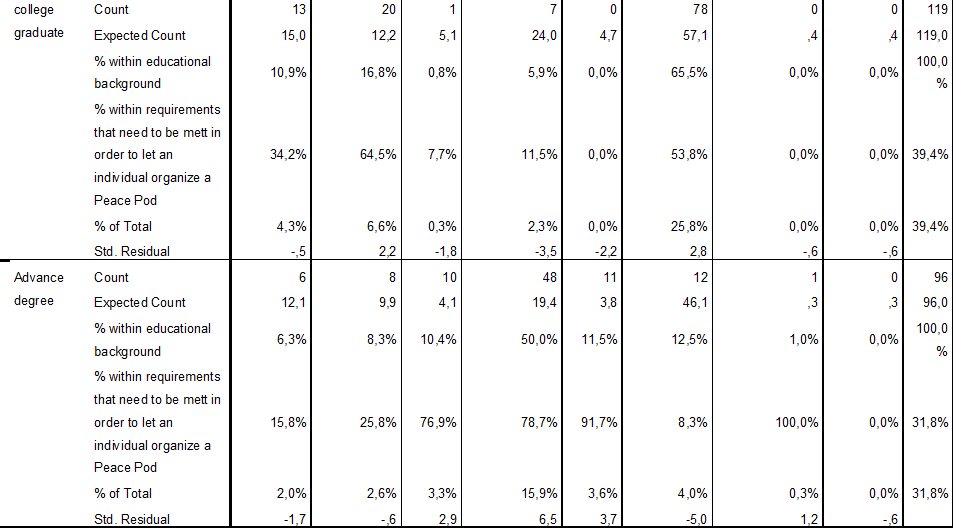 college Count 13 20 1 7 0 78 0 0 119
graduate Expected Count 15,0 12,2 5,1 24,0 4,7 57,1 ,4 ,4 119,0
% within educational background 10,9% 16,8% 0,8% 5,9% 0,0% 65,5% 0,0% 0,0% 100,0 %
% within requirements
that need to be mett in
order to let an 34,2% 64,5% 7,7% 11,5% 0,0% 53,8% 0,0% 0,0% 39,4%
individual organize a
Peace Pod
% of Total 4,3% 6,6% 0,3% 2,3% 0,0% 25,8% 0,0% 0,0% 39,4%
Std. Residual -,5 2,2 -1,8 -3,5 -2,2 2,8 -,6 -,6
Advance Count 6 8 10 48 11 12 1 0 96
degree Expected Count 12,1 9,9 4,1 19,4 3,8 46,1 ,3 ,3 96,0
% within educational background 6,3% 8,3% 10,4% 50,0% 11,5% 12,5% 1,0% 0,0% 100,0 %
% within requirements
that need to be mett in
order to let an 15,8% 25,8% 76,9% 78,7% 91,7% 8,3% 100,0% 0,0% 31,8%
individual organize a
Peace Pod
% of Total 2,0% 2,6% 3,3% 15,9% 3,6% 4,0% 0,3% 0,0% 31,8%
Std. Residual -1,7 -,6 2,9 6,5 3,7 -5,0 1,2 -,6